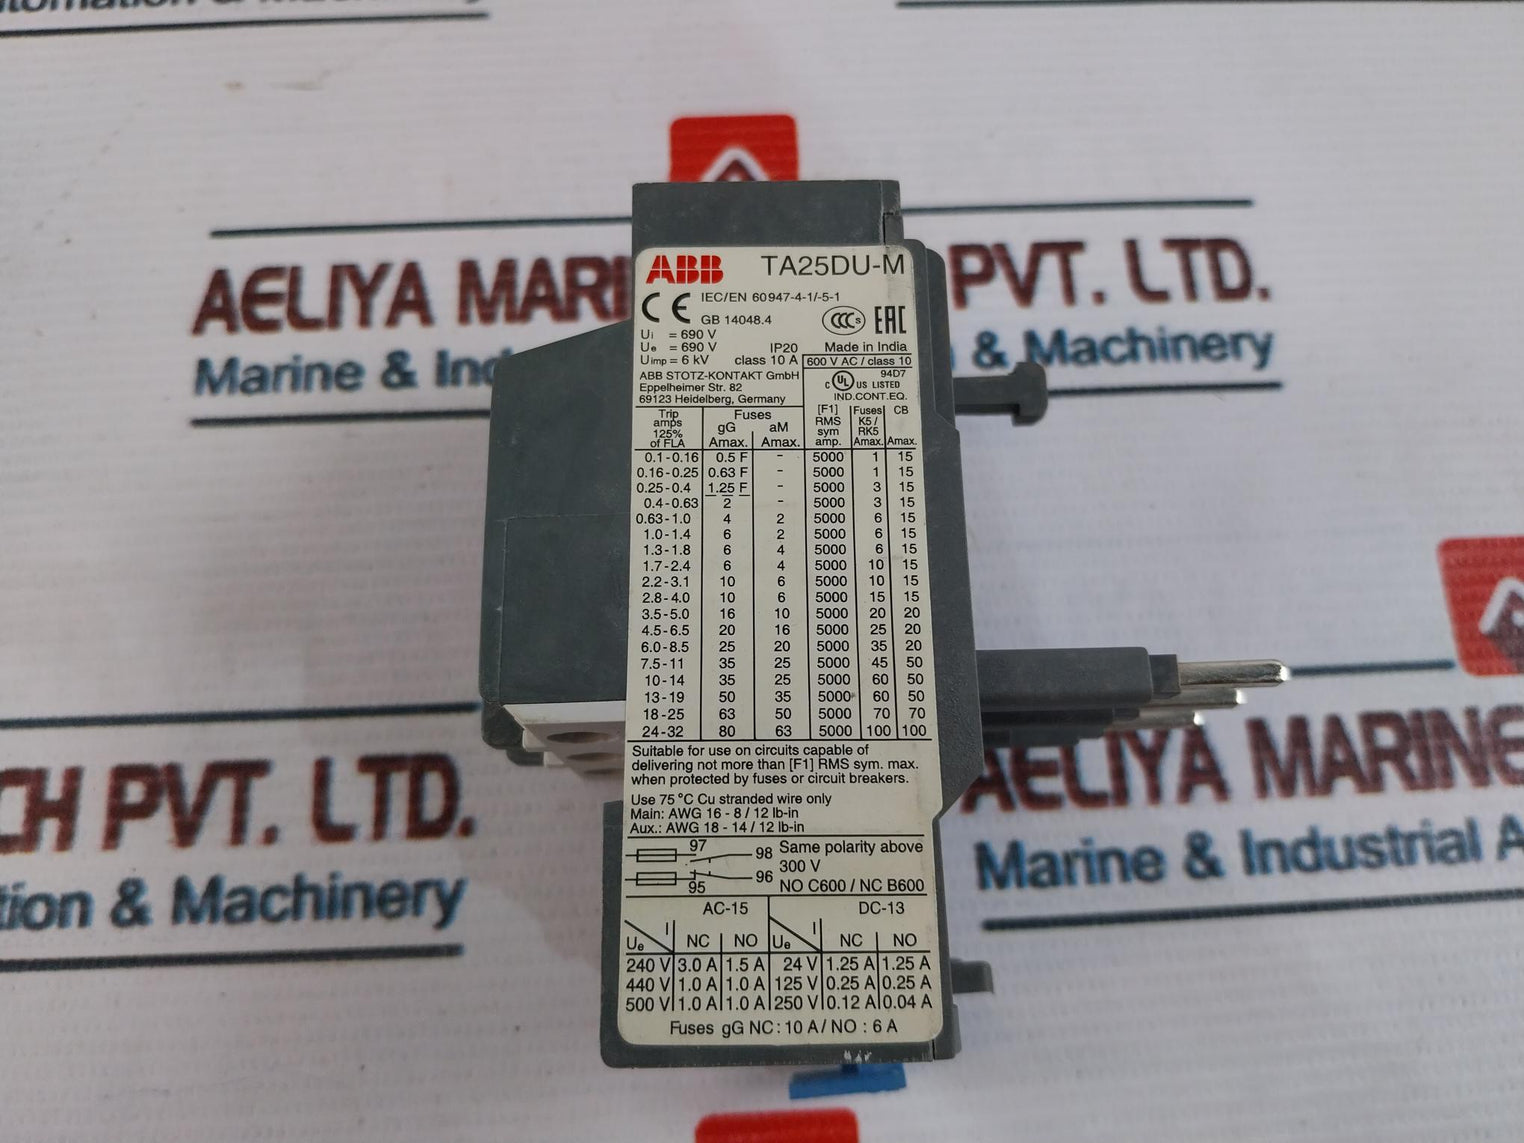 tomation & Machinery
AELIYA MARI PVT. LTD.
Marine & Ind & Machinery
ABB TA25DU-M
CE IEC/EN 60947-4-1/-5-1
GB 14048.4 CCC S EAC
Ui = 690 V
Ue = 690 V IP20 Made in India
Uimp = 6 kV class 10 A 600 V AC / class 10
ABB STOTZ-KONTAKT GmbH 94D7
Eppelheimer Str. 82 C UL US LISTED
69123 Heidelberg, Germany IND.CONT.EQ.
Trip amps 125% of FLA Fuses gG Amax. aM Amax. [F1] RMS sym amp. Fuses K5 / RK5 Amax. CB Amax.
0.1-0.16 0.5 F - 5000 1 15
0.16-0.25 0.63 F - 5000 1 15
0.25-0.4 1.25 F - 5000 3 15
0.4-0.63 2 - 5000 3 15
0.63-1.0 4 2 5000 6 15
1.0-1.4 6 2 5000 6 15
1.3-1.8 6 4 5000 6 15
1.7-2.4 6 4 5000 10 15
2.2-3.1 10 6 5000 10 15
2.8-4.0 10 6 5000 15 15
3.5-5.0 16 10 5000 20 20
4.5-6.5 20 16 5000 25 20
6.0-8.5 25 20 5000 35 20
7.5-11 35 25 5000 45 50
10-14 35 25 5000 60 50
13-19 50 35 5000 60 50
18-25 63 50 5000 70 70
24-32 80 63 5000 100 100
Suitable for use on circuits capable of
delivering not more than [F1] RMS sym. max.
when protected by fuses or circuit breakers.
Use 75 °C Cu stranded wire only
Main: AWG 16 - 8 / 12 lb-in
Aux.: AWG 18 - 14 / 12 lb-in
97 98 Same polarity above
300 V
95 96 NO C600 / NC B600
AC-15 DC-13
Ue I NC NO Ue I NC NO
240 V 3.0 A 1.5 A 24 V 1.25 A 1.25 A
440 V 1.0 A 1.0 A 125 V 0.25 A 0.25 A
500 V 1.0 A 1.0 A 250 V 0.12 A 0.04 A
Fuses gG NC : 10 A / NO : 6 A
CH PVT. LTD.
tion & Machinery
AELIYA MARINE
Marine & Industrial A